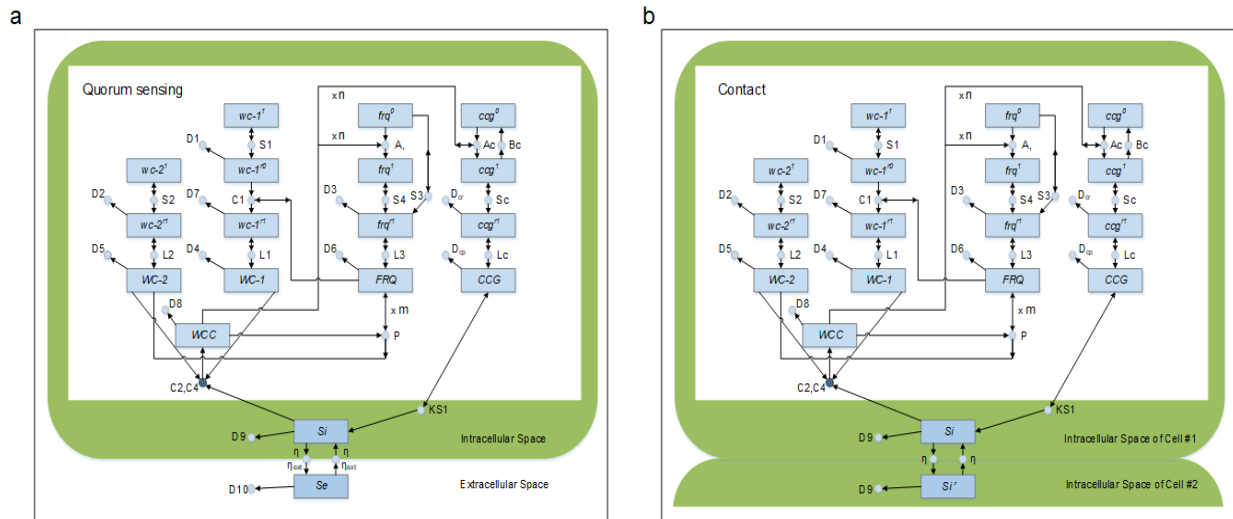 a
Quorum sensing
x n
x n
wc-1¹
frq⁰
ccg⁰
D1
S1
A,
Ac
Bc
wc-2¹
wc-1ʳ⁰
frq¹
ccg¹
D2
S2
D7
C1
D3
S4
S3
Dcr
Sc
wc-2ʳ¹
wc-1ʳ¹
frqʳ¹
ccgʳ¹
D5
L2
D4
L1
D6
L3
Dcp
Lc
WC-2
WC-1
FRQ
CCG
D8
x m
WCC
P
C2,C4
KS1
D9
Si
Intracellular Space
η
η
ηext
ηext
D10
Se
Extracellular Space
b
Contact
x n
x n
wc-1¹
frq⁰
ccg⁰
D1
S1
A,
Ac
Bc
wc-2¹
wc-1ʳ⁰
frq¹
ccg¹
D2
S2
D7
C1
D3
S4
S3
Dcr
Sc
wc-2ʳ¹
wc-1ʳ¹
frqʳ¹
ccgʳ¹
D5
L2
D4
L1
D6
L3
Dcp
Lc
WC-2
WC-1
FRQ
CCG
D8
x m
WCC
P
C2,C4
KS1
D9
Si
Intracellular Space of Cell #1
η
η
D9
Si'
Intracellular Space of Cell #2